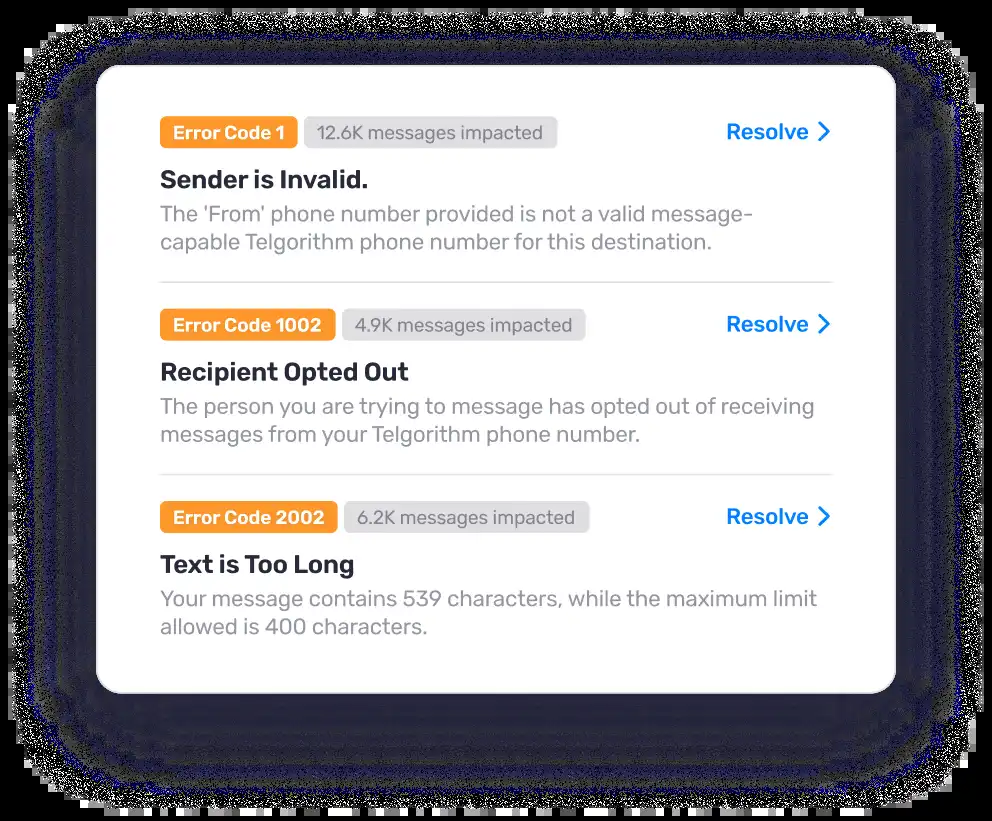 Error Code 1 12.6K messages impacted Resolve
Sender is Invalid.
The 'From' phone number provided is not a valid message-
capable Telgorithm phone number for this destination.
Error Code 1002 4.9K messages impacted Resolve
Recipient Opted Out
The person you are trying to message has opted out of receiving
messages from your Telgorithm phone number.
Error Code 2002 6.2K messages impacted Resolve
Text is Too Long
Your message contains 539 characters, while the maximum limit
allowed is 400 characters.